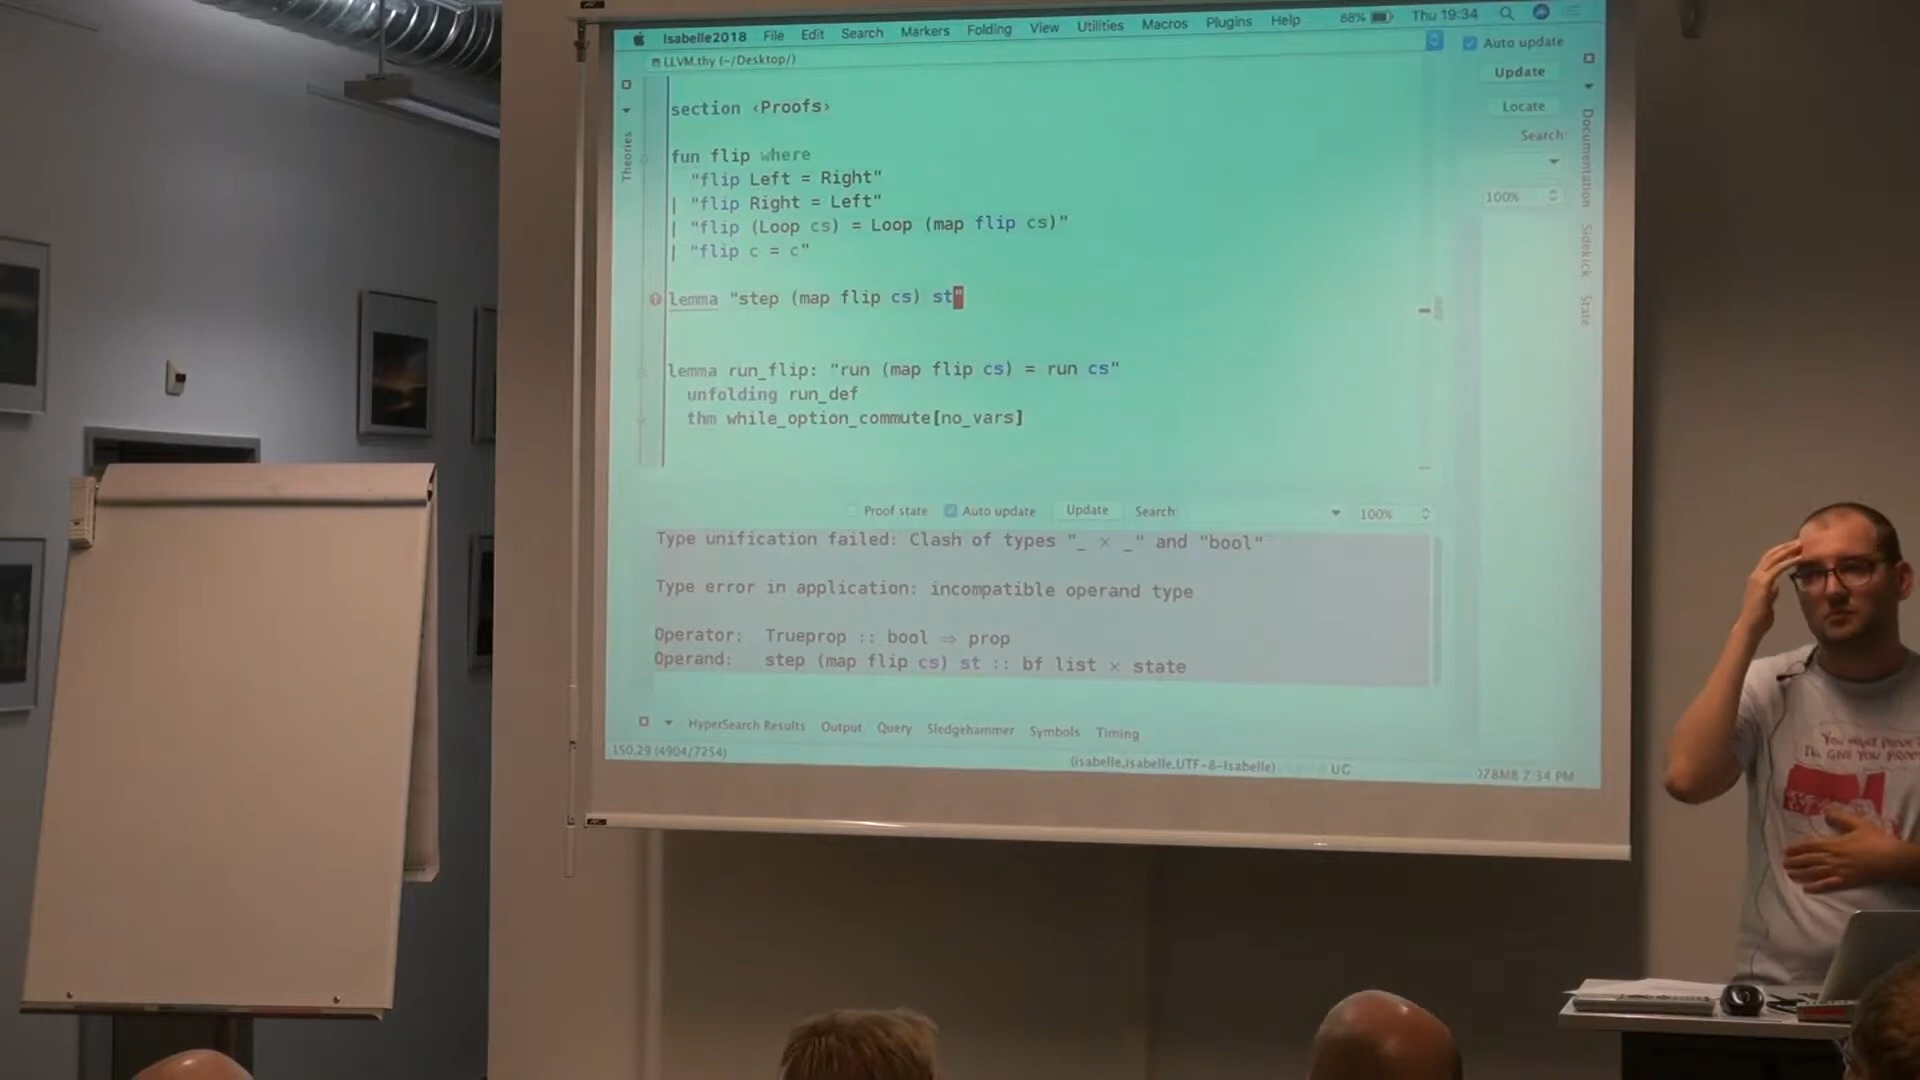 Isabelle2018 File Edit Search Markers Folding View Utilities Macros Plugins Help 68% Thu 19:34
LLVM.thy (~/Desktop/)
Auto update
Update
Locate
Search:
100%
Theories
Documentation Sidekick State
section ‹Proofs›
fun flip where
"flip Left = Right"
| "flip Right = Left"
| "flip (Loop cs) = Loop (map flip cs)"
| "flip c = c"
lemma "step (map flip cs) st"
lemma run_flip: "run (map flip cs) = run cs"
unfolding run_def
thm while_option_commute[no_vars]
Proof state Auto update Update Search: 100%
Type unification failed: Clash of types "_ × _" and "bool"
Type error in application: incompatible operand type
Operator: Trueprop :: bool ⇒ prop
Operand: step (map flip cs) st :: bf list × state
HyperSearch Results Output Query Sledgehammer Symbols Timing
150,29 (4904/7254) (isabelle,isabelle,UTF-8-Isabelle) UG 7:34 PM